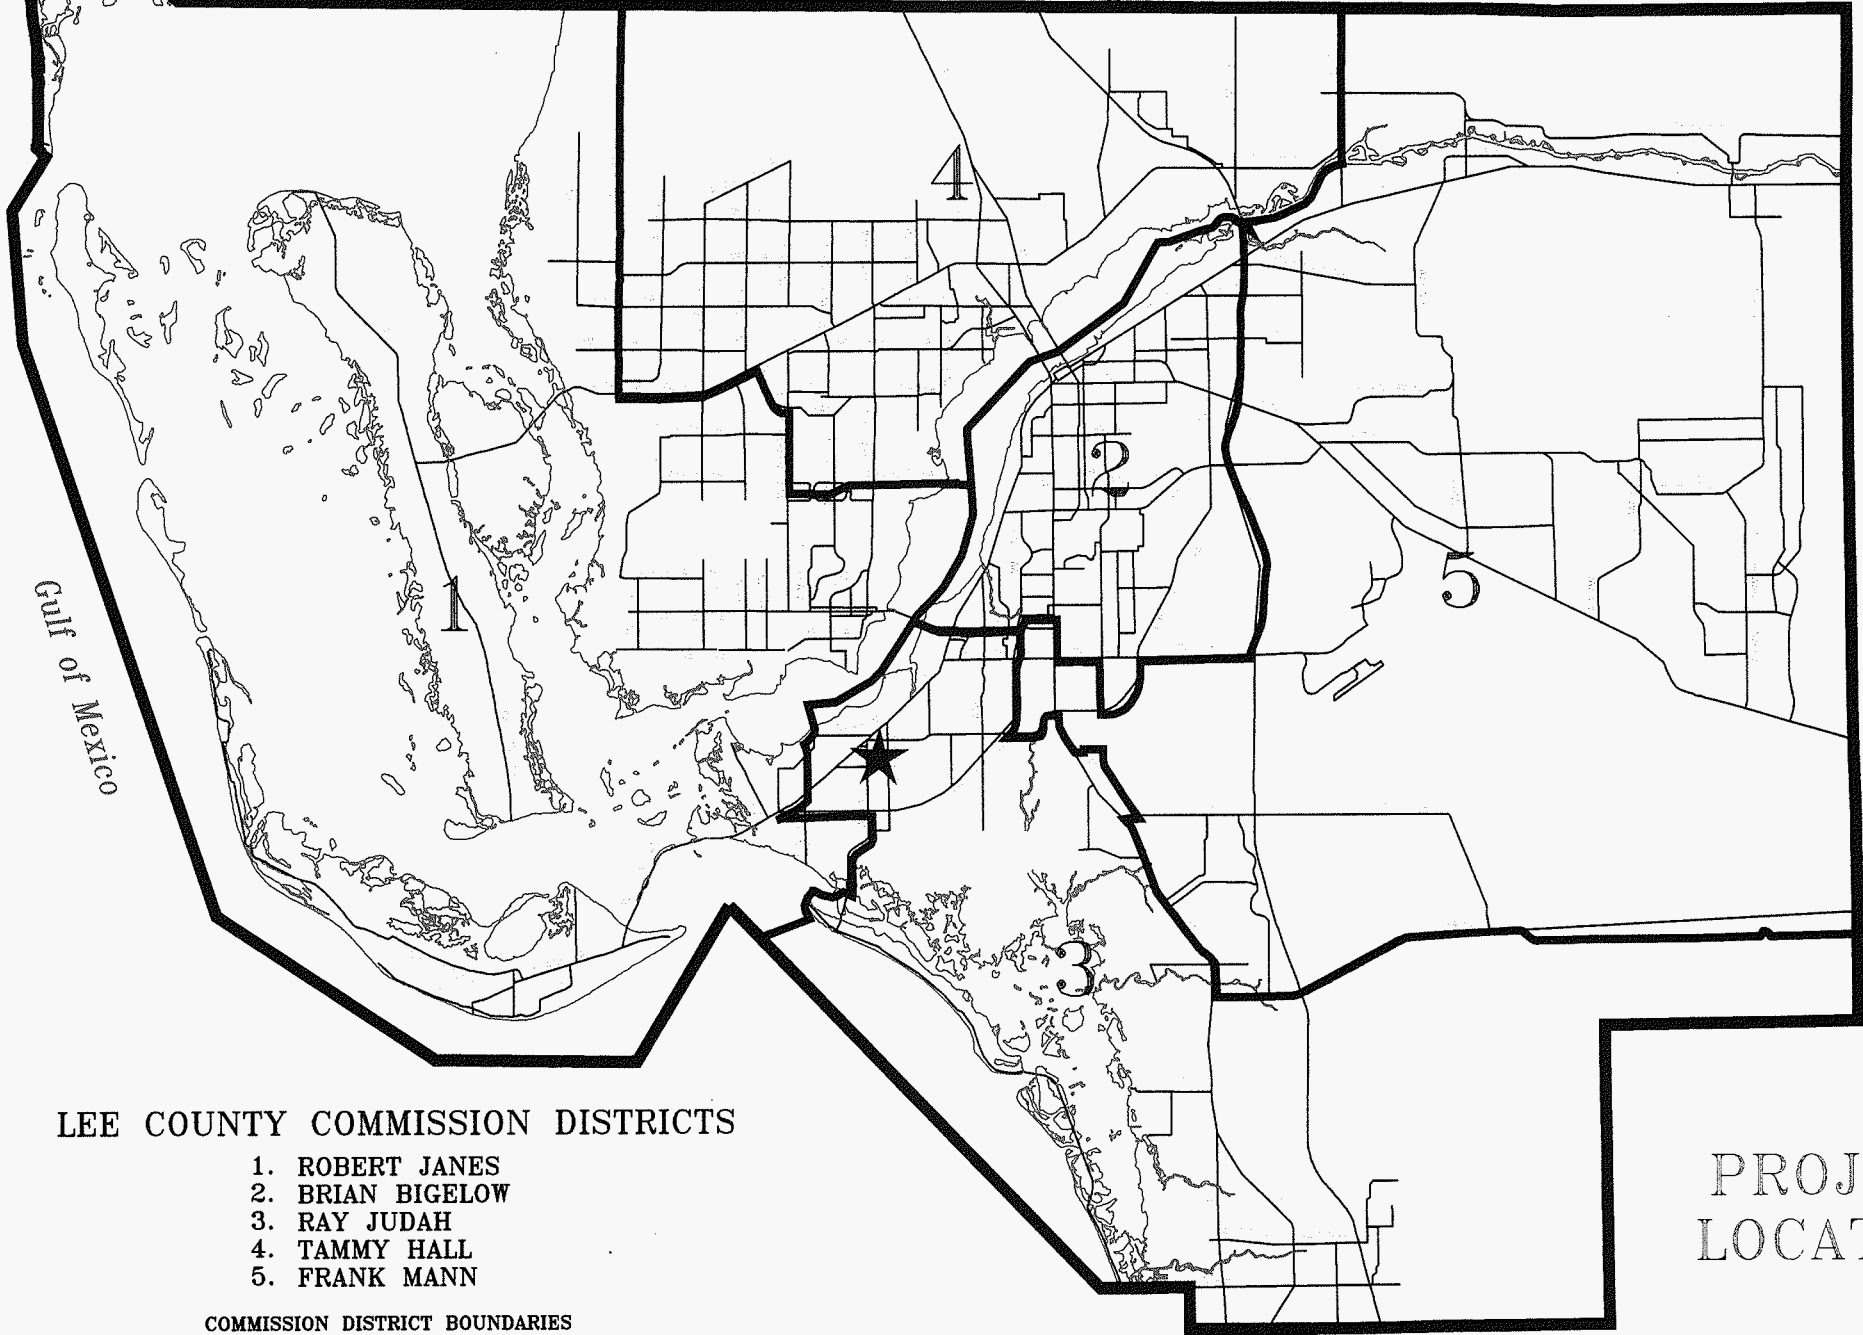 4
2
5
1
Gulf of Mexico
3
LEE COUNTY COMMISSION DISTRICTS
1. ROBERT JANES
2. BRIAN BIGELOW
3. RAY JUDAH
4. TAMMY HALL
5. FRANK MANN
COMMISSION DISTRICT BOUNDARIES
PROJ
LOCAT